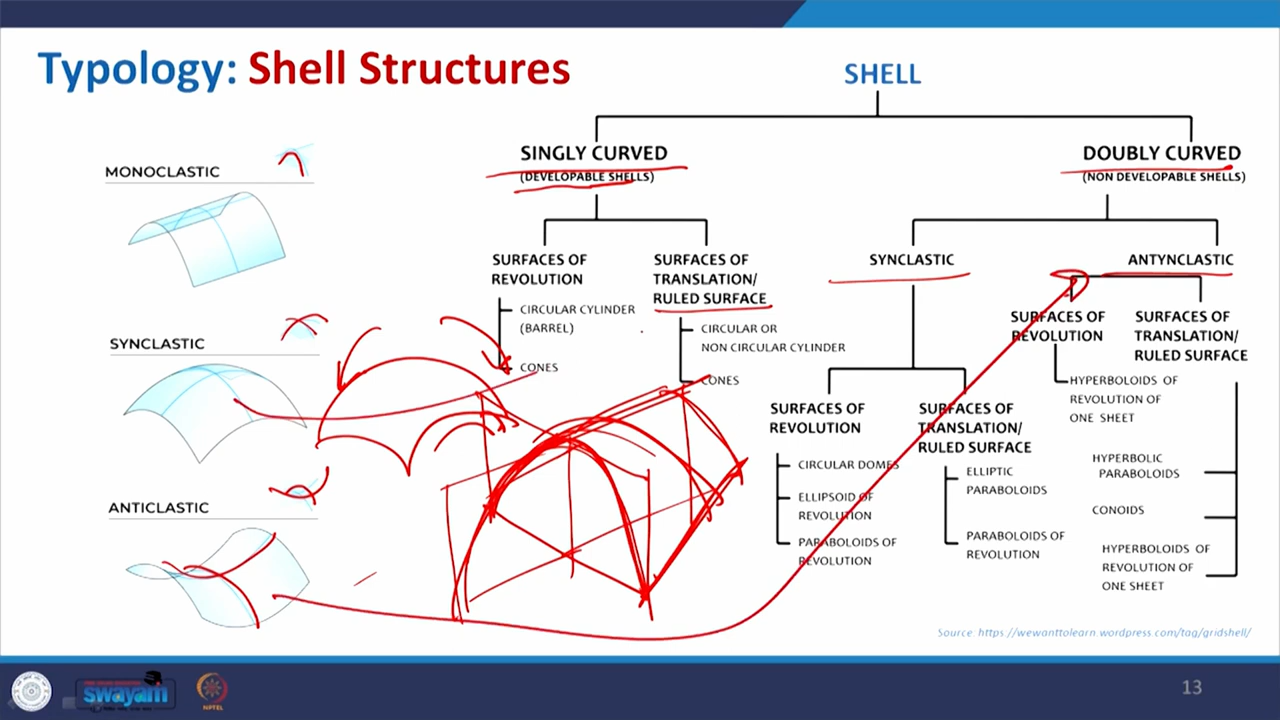 Typology: Shell Structures
SHELL
MONOCLASTIC
SYNCLASTIC
ANTICLASTIC
SINGLY CURVED
(DEVELOPABLE SHELLS)
DOUBLY CURVED
(NON DEVELOPABLE SHELLS)
SURFACES OF
REVOLUTION
CIRCULAR CYLINDER
(BARREL)
CONES
SURFACES OF
TRANSLATION/
RULED SURFACE
CIRCULAR OR
NON CIRCULAR CYLINDER
CONES
SYNCLASTIC
SURFACES OF
REVOLUTION
CIRCULAR DOMES
ELLIPSOID OF
REVOLUTION
PARABOLOIDS OF
REVOLUTION
SURFACES OF
TRANSLATION/
RULED SURFACE
ELLIPTIC
PARABOLOIDS
PARABOLOIDS OF
REVOLUTION
ANTYNCLASTIC
SURFACES OF
REVOLUTION
HYPERBOLOIDS OF
REVOLUTION OF
ONE SHEET
SURFACES OF
TRANSLATION/
RULED SURFACE
HYPERBOLIC
PARABOLOIDS
CONOIDS
HYPERBOLOIDS OF
REVOLUTION OF
ONE SHEET
Source: https://wewanttolearn.wordpress.com/tag/gridshell/
swayam
NPTEL
13